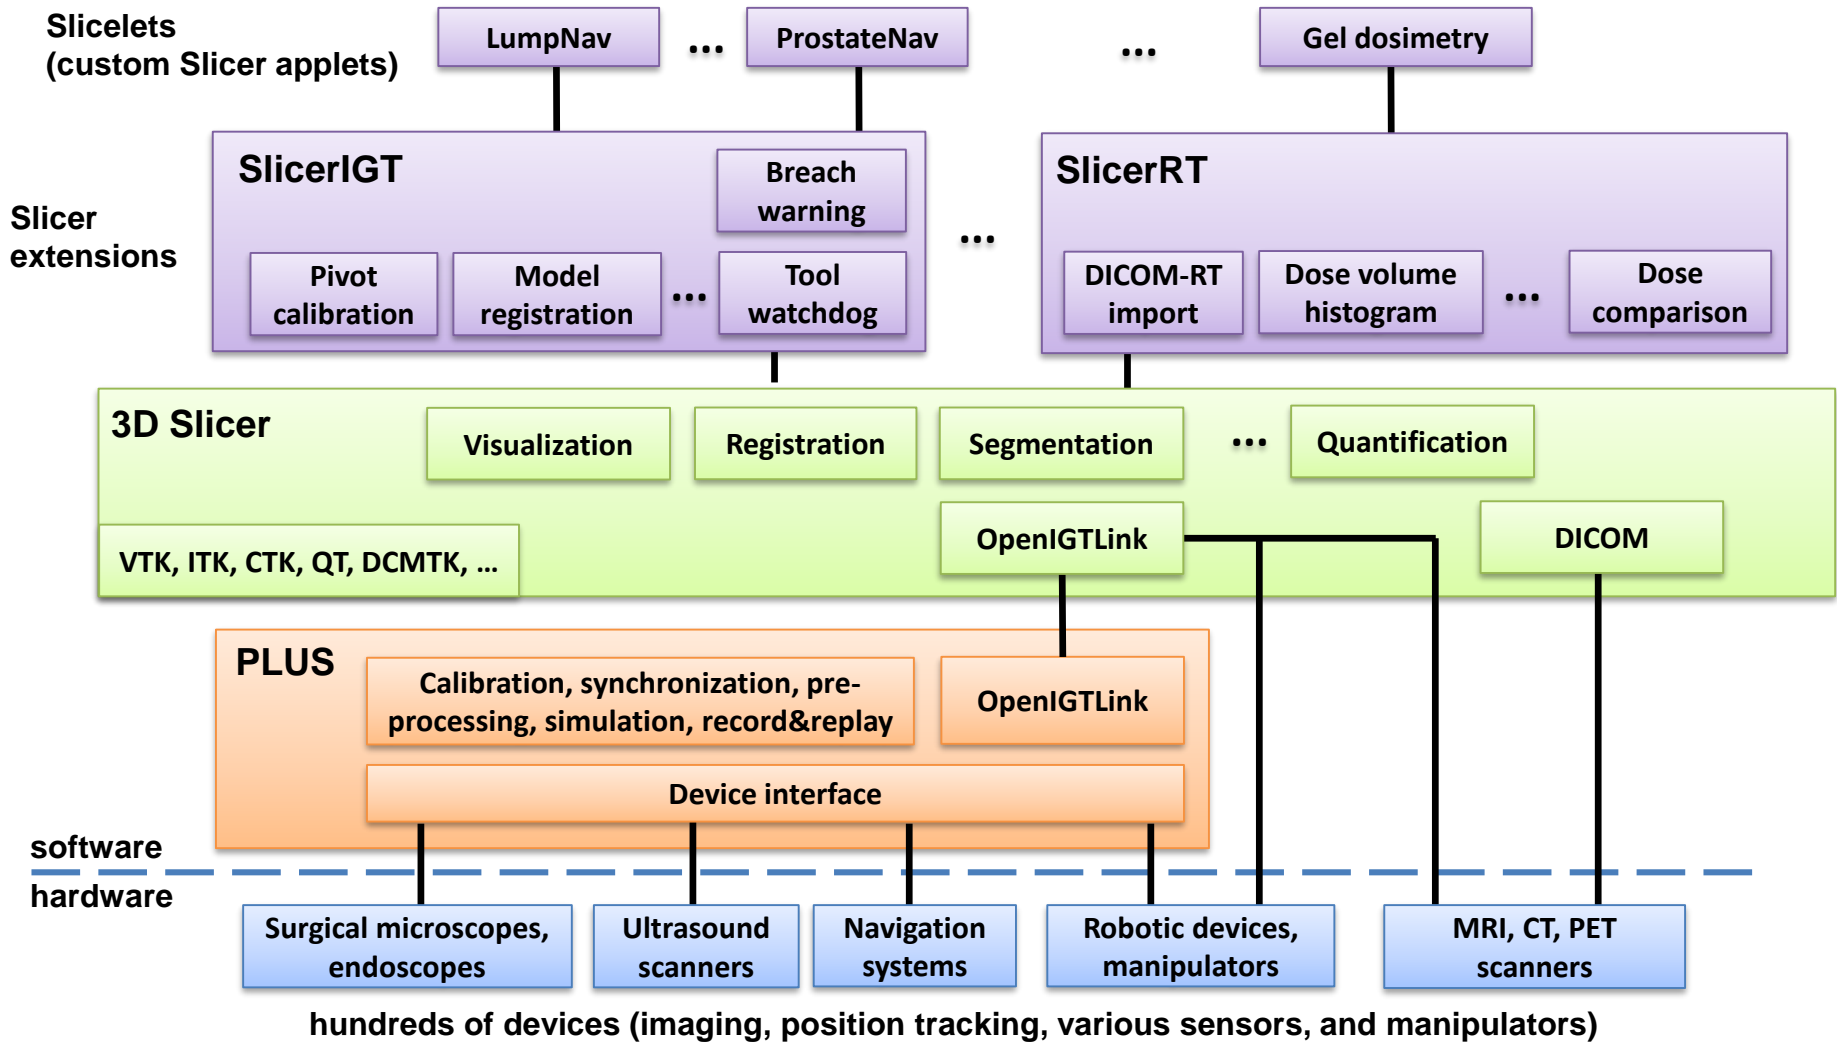 Slicelets
(custom Slicer applets)
LumpNav
...
ProstateNav
...
Gel dosimetry
Slicer
extensions
SlicerIGT
Breach
warning
Pivot
calibration
Model
registration
...
Tool
watchdog
...
SlicerRT
DICOM-RT
import
Dose volume
histogram
...
Dose
comparison
3D Slicer
Visualization
Registration
Segmentation
...
Quantification
VTK, ITK, CTK, QT, DCMTK, ...
OpenIGTLink
DICOM
PLUS
Calibration, synchronization, pre-
processing, simulation, record&replay
OpenIGTLink
Device interface
software
hardware
Surgical microscopes,
endoscopes
Ultrasound
scanners
Navigation
systems
Robotic devices,
manipulators
MRI, CT, PET
scanners
hundreds of devices (imaging, position tracking, various sensors, and manipulators)